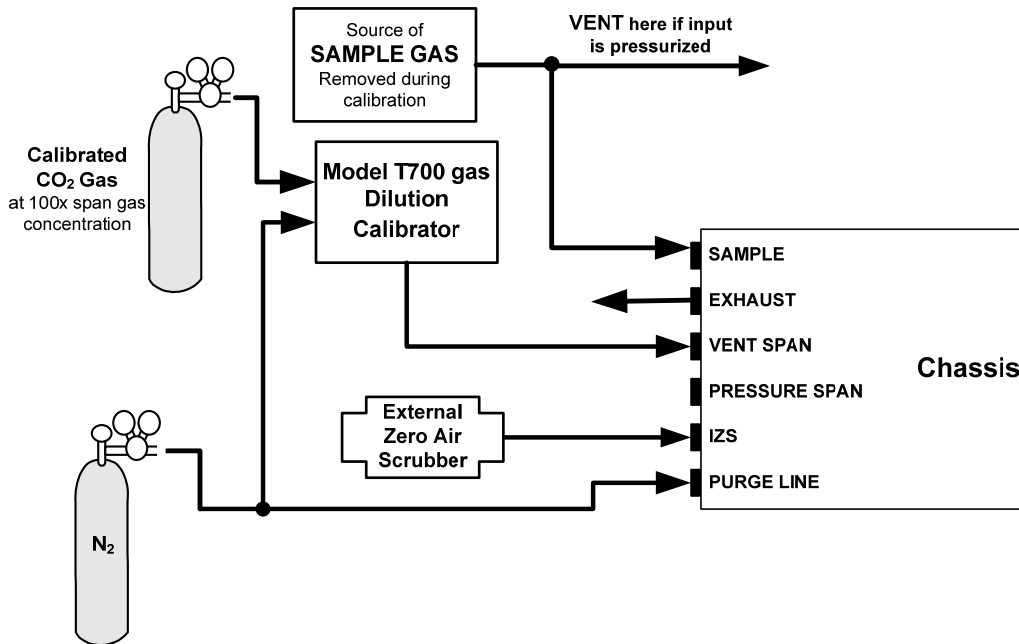 Source of
SAMPLE GAS
Removed during
calibration
VENT here if input
is pressurized
Calibrated
CO₂ Gas
at 100x span gas
concentration
Model T700 gas
Dilution
Calibrator
SAMPLE
EXHAUST
VENT SPAN
PRESSURE SPAN
IZS
PURGE LINE
Chassis
External
Zero Air
Scrubber
N₂